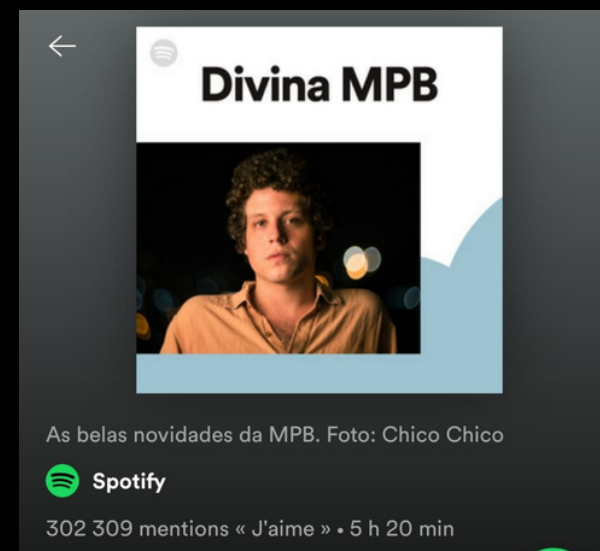 Divina MPB
As belas novidades da MPB. Foto: Chico Chico
Spotify
302 309 mentions « J'aime » • 5 h 20 min